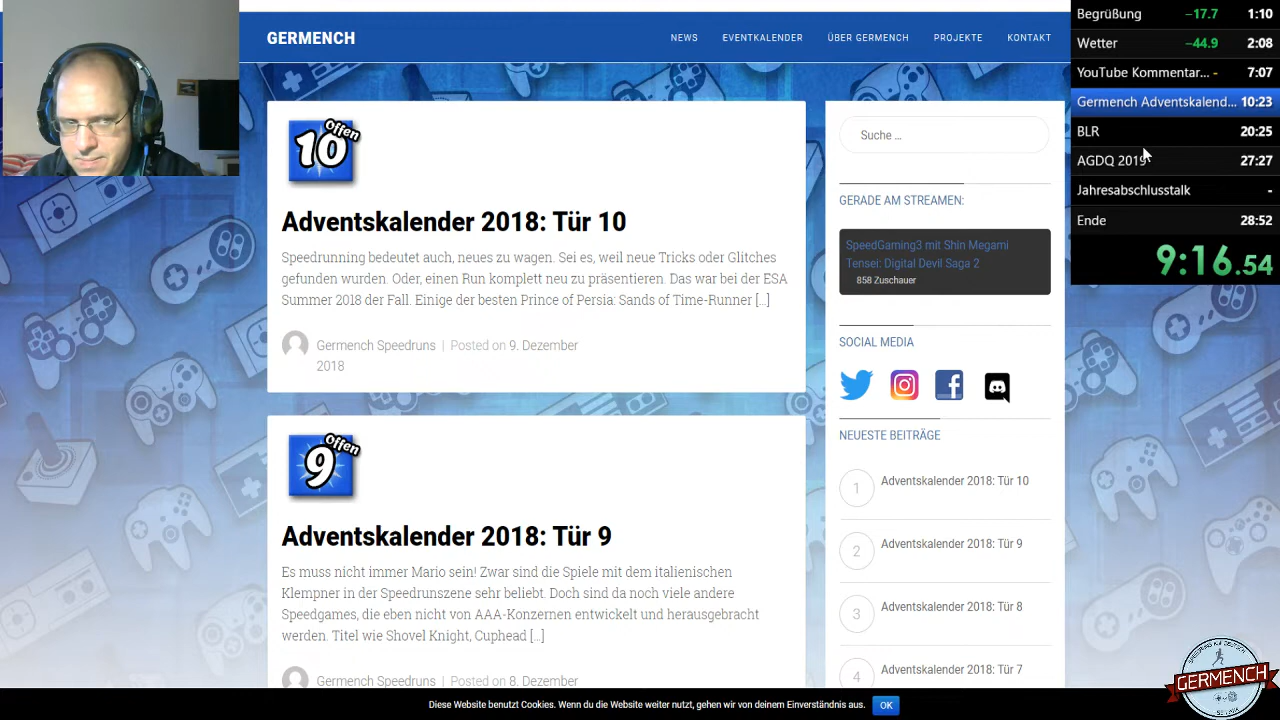 GERMENCH
NEWS
EVENTKALENDER
ÜBER GERMENCH
PROJEKTE
KONTAKT
10 Offen
Adventskalender 2018: Tür 10
Speedrunning bedeutet auch, neues zu wagen. Sei es, weil neue Tricks oder Glitches
gefunden wurden. Oder, einen Run komplett neu zu präsentieren. Das war bei der ESA
Summer 2018 der Fall. Einige der besten Prince of Persia: Sands of Time-Runner [...]
Germench Speedruns | Posted on 9. Dezember
2018
9 Offen
Adventskalender 2018: Tür 9
Es muss nicht immer Mario sein! Zwar sind die Spiele mit dem italienischen
Klempner in der Speedrunszene sehr beliebt. Doch sind da noch viele andere
Speedgames, die eben nicht von AAA-Konzernen entwickelt und herausgebracht
werden. Titel wie Shovel Knight, Cuphead [...]
Germench Speedruns | Posted on 8. Dezember
Suche ...
GERADE AM STREAMEN:
SpeedGaming3 mit Shin Megami
Tensei: Digital Devil Saga 2
858 Zuschauer
SOCIAL MEDIA
NEUESTE BEITRÄGE
1 Adventskalender 2018: Tür 10
2 Adventskalender 2018: Tür 9
3 Adventskalender 2018: Tür 8
4 Adventskalender 2018: Tür 7
Begrüßung −17.7 1:10
Wetter −44.9 2:08
YouTube Kommentar... - 7:07
Germench Adventskalend... 10:23
BLR 20:25
AGDQ 2019 27:27
Jahresabschlusstalk -
Ende 28:52
9:16.54
GERMENCH
Diese Website benutzt Cookies. Wenn du die Website weiter nutzt, gehen wir von deinem Einverständnis aus. OK